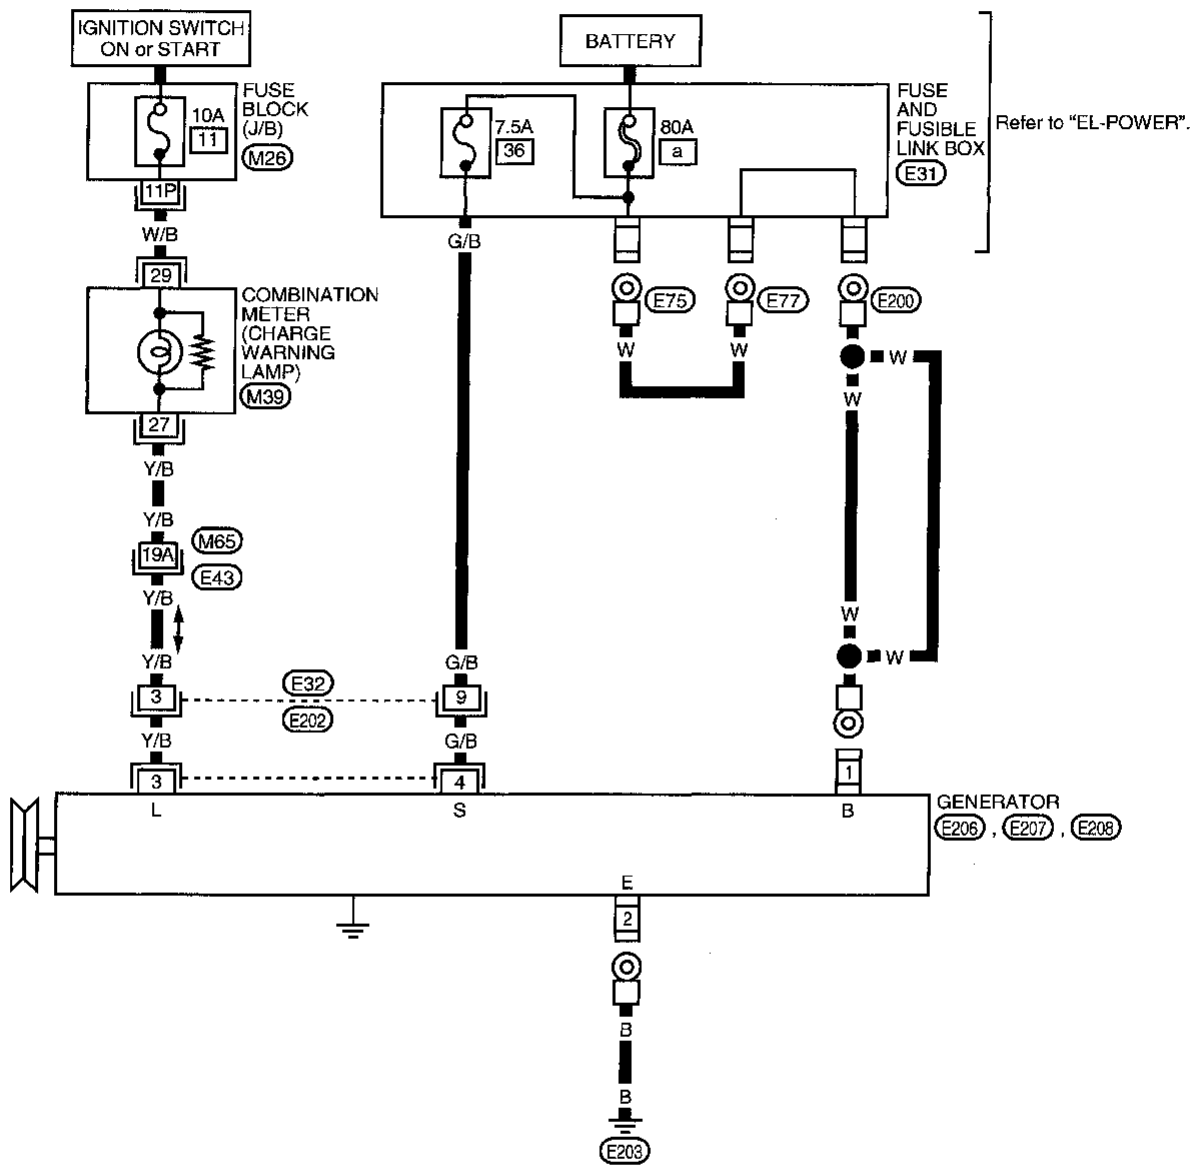 IGNITION SWITCH
ON or START
BATTERY
FUSE
BLOCK
(J/B)
M26
10A
11
11P
7.5A
36
80A
a
FUSE
AND
FUSIBLE
LINK BOX
E31
Refer to "EL-POWER".
W/B
29
G/B
E75
E77
E200
COMBINATION
METER
(CHARGE
WARNING
LAMP)
M39
W
W
W
W
27
Y/B
Y/B
19A
M65
E43
Y/B
Y/B
W
W
G/B
3
E32
E202
9
Y/B
G/B
3
4
1
L
S
B
GENERATOR
E206 , E207 , E208
E
2
B
B
E203